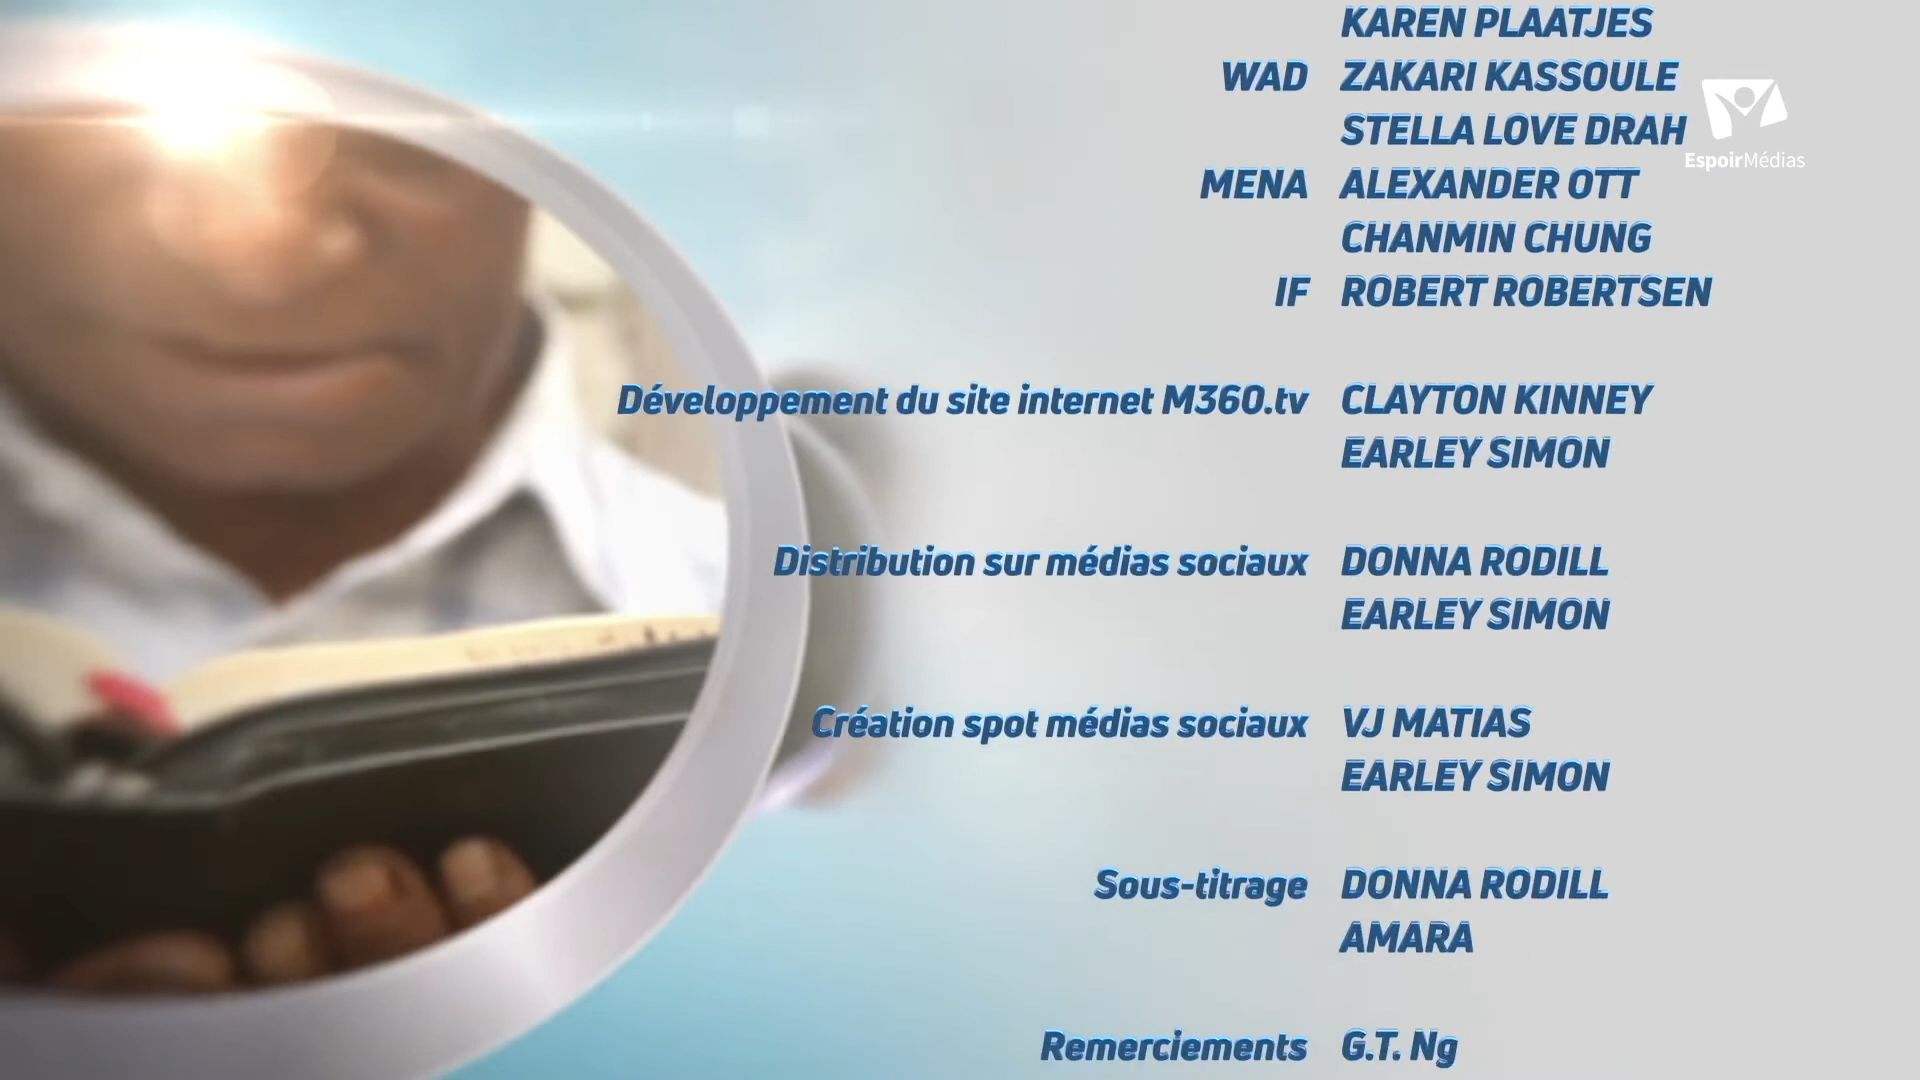 KAREN PLAATJES
WAD ZAKARI KASSOULE
STELLA LOVE DRAH
EspoirMédias
MENA ALEXANDER OTT
CHANMIN CHUNG
IF ROBERT ROBERTSEN
Développement du site internet M360.tv CLAYTON KINNEY
EARLEY SIMON
Distribution sur médias sociaux DONNA RODILL
EARLEY SIMON
Création spot médias sociaux VJ MATIAS
EARLEY SIMON
Sous-titrage DONNA RODILL
AMARA
Remerciements G.T. Ng